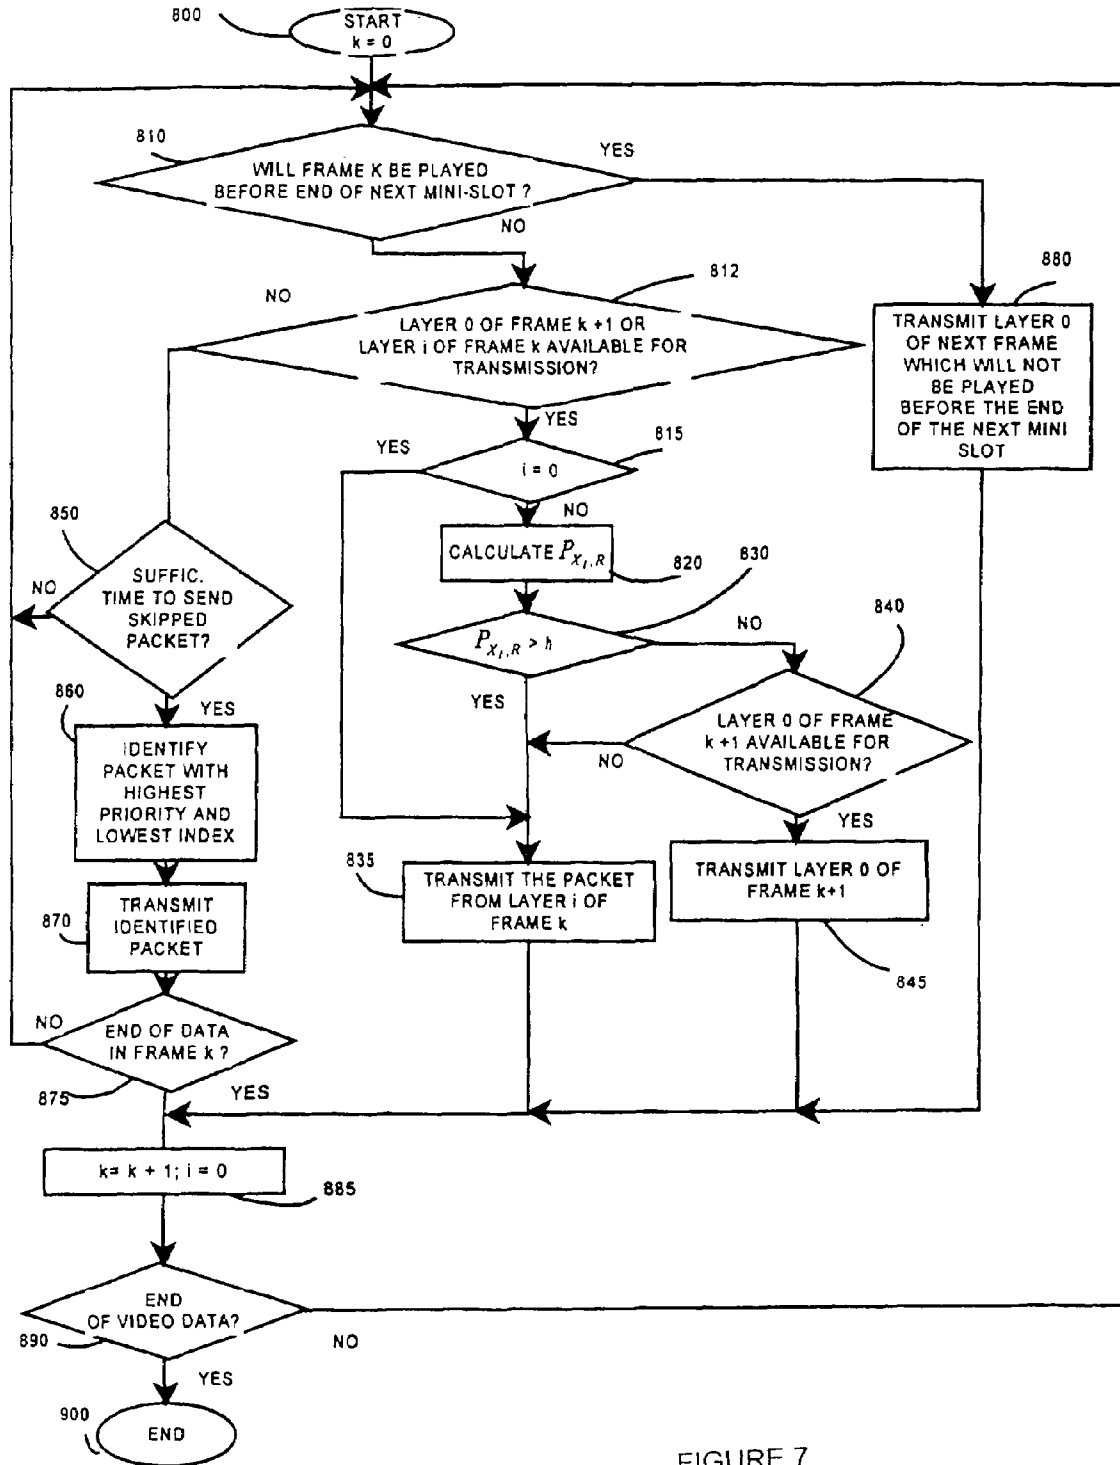 800
START
k = 0
810
WILL FRAME K BE PLAYED
BEFORE END OF NEXT MINI-SLOT ?
YES
NO
812
NO
LAYER 0 OF FRAME k +1 OR
LAYER i OF FRAME k AVAILABLE FOR
TRANSMISSION?
880
TRANSMIT LAYER 0
OF NEXT FRAME
WHICH WILL NOT
BE PLAYED
BEFORE THE END
OF THE NEXT MINI
SLOT
YES
YES
815
i = 0
NO
850
NO
SUFFIC.
TIME TO SEND
SKIPPED
PACKET?
CALCULATE P_{X_i,R}
820
830
P_{X_i,R} > h
NO
840
YES
LAYER 0 OF FRAME
k +1 AVAILABLE FOR
TRANSMISSION?
NO
YES
860
YES
IDENTIFY
PACKET WITH
HIGHEST
PRIORITY AND
LOWEST INDEX
835
TRANSMIT THE PACKET
FROM LAYER i OF
FRAME k
TRANSMIT LAYER 0 OF
FRAME k+1
845
870
TRANSMIT
IDENTIFIED
PACKET
NO
END OF DATA
IN FRAME k ?
875
YES
k= k + 1; i = 0
885
END
OF VIDEO DATA?
890
NO
YES
900
END
FIGURE 7